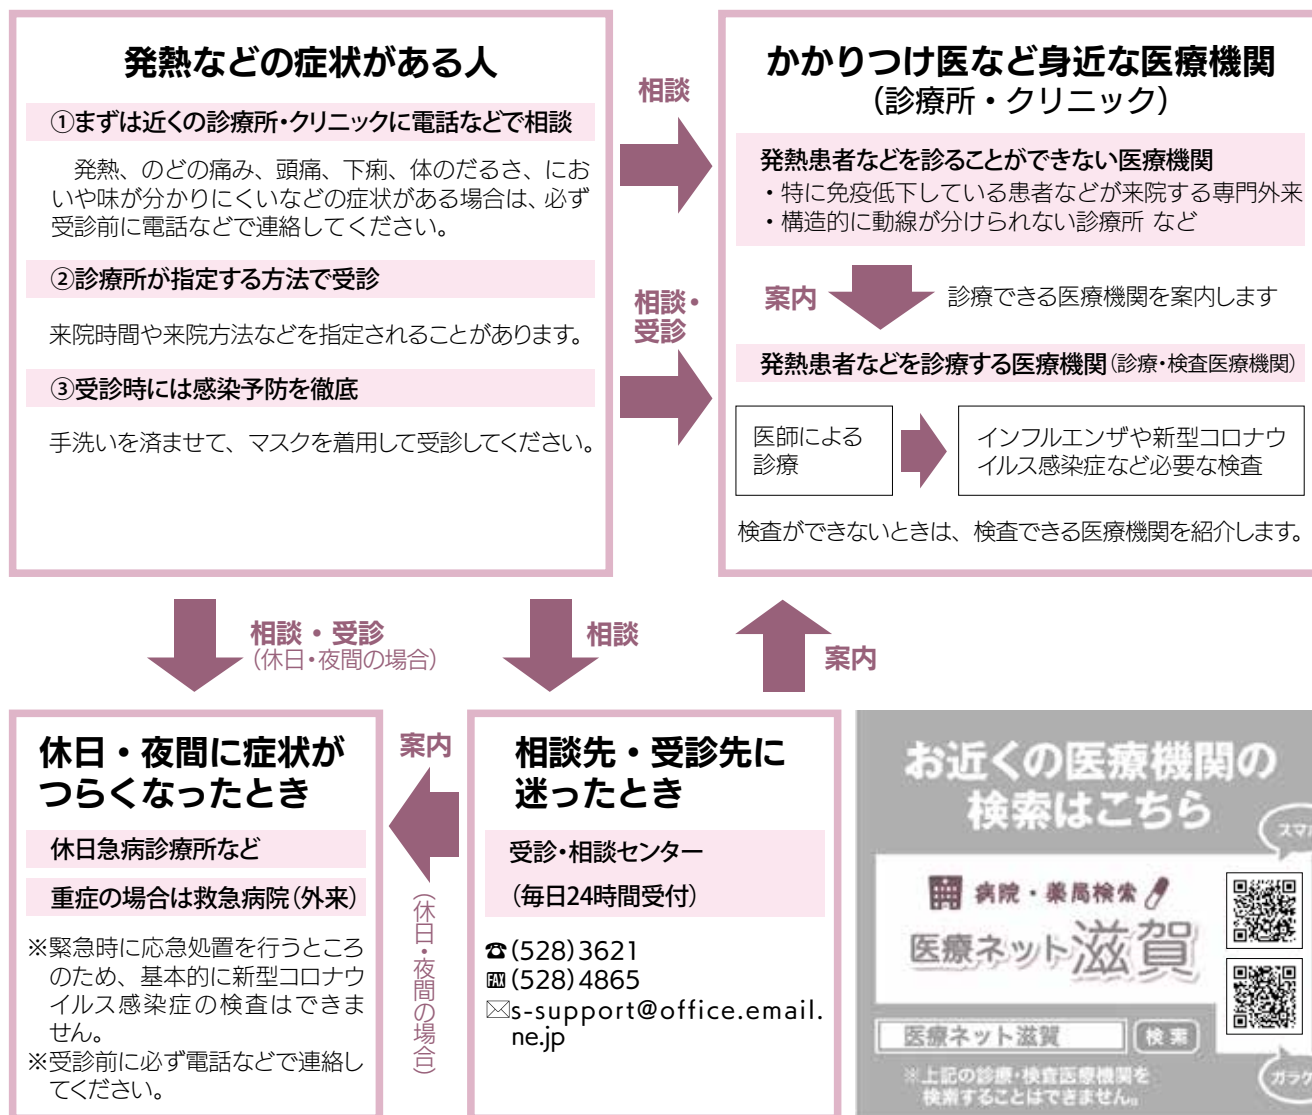 発熱などの症状がある人
①まずは近くの診療所・クリニックに電話などで相談
発熱、のどの痛み、頭痛、下痢、体のだるさ、にお
いや味が分かりにくいなどの症状がある場合は、必ず
受診前に電話などで連絡してください。
②診療所が指定する方法で受診
来院時間や来院方法などを指定されることがあります。
③受診時には感染予防を徹底
手洗いを済ませて、マスクを着用して受診してください。
相談
相談・
受診
かかりつけ医など身近な医療機関
（診療所・クリニック）
発熱患者などを診ることができない医療機関
・特に免疫低下している患者などが来院する専門外来
・構造的に動線が分けられない診療所 など
案内
診療できる医療機関を案内します
発熱患者などを診療する医療機関（診療・検査医療機関）
医師による
診療
インフルエンザや新型コロナウ
イルス感染症など必要な検査
検査ができないときは、検査できる医療機関を紹介します。
相談・受診
（休日・夜間の場合）
相談
案内
休日・夜間に症状が
つらくなったとき
休日急病診療所など
重症の場合は救急病院（外来）
※緊急時に応急処置を行うところ
のため、基本的に新型コロナウ
イルス感染症の検査はできま
せん。
※受診前に必ず電話などで連絡し
てください。
案内
（休日・夜間の場合）
相談先・受診先に
迷ったとき
受診・相談センター
（毎日24時間受付）
☎(528)3621
FAX(528)4865
✉s-support@office.email.
ne.jp
お近くの医療機関の
検索はこちら
スマ
病院・薬局検索
医療ネット滋賀
医療ネット滋賀 検索
※上記の診療・検査医療機関を
検索することはできません。
ガラケ